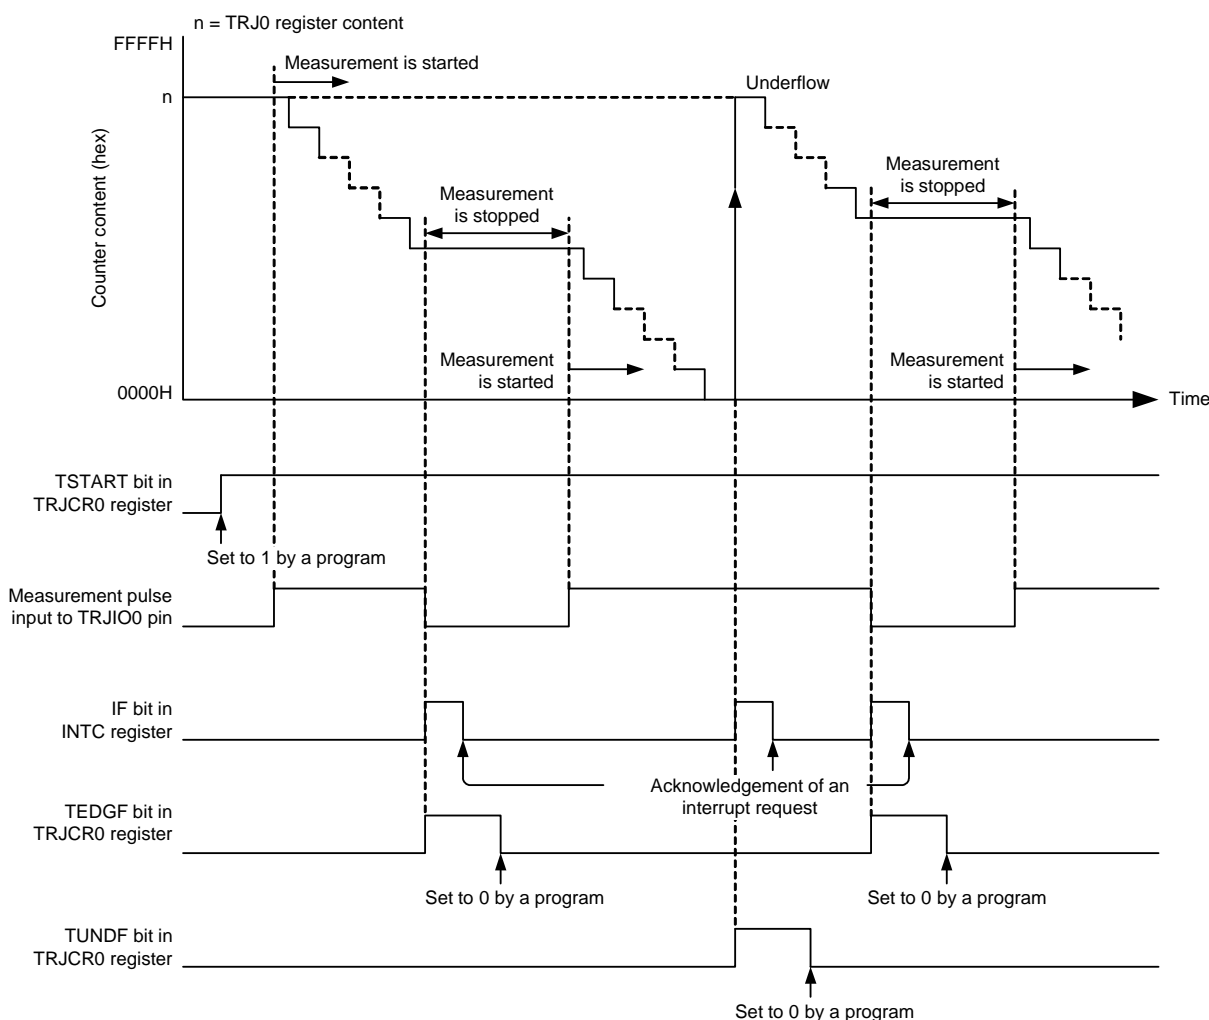 n = TRJ0 register content
FFFFH
Measurement is started
n
Underflow
Counter content (hex)
Measurement
is stopped
Measurement
is stopped
Measurement
is started
Measurement
is started
0000H
Time
TSTART bit in
TRJCR0 register
Set to 1 by a program
Measurement pulse
input to TRJIO0 pin
IF bit in
INTC register
Acknowledgement of an
interrupt request
TEDGF bit in
TRJCR0 register
Set to 0 by a program
Set to 0 by a program
TUNDF bit in
TRJCR0 register
Set to 0 by a program